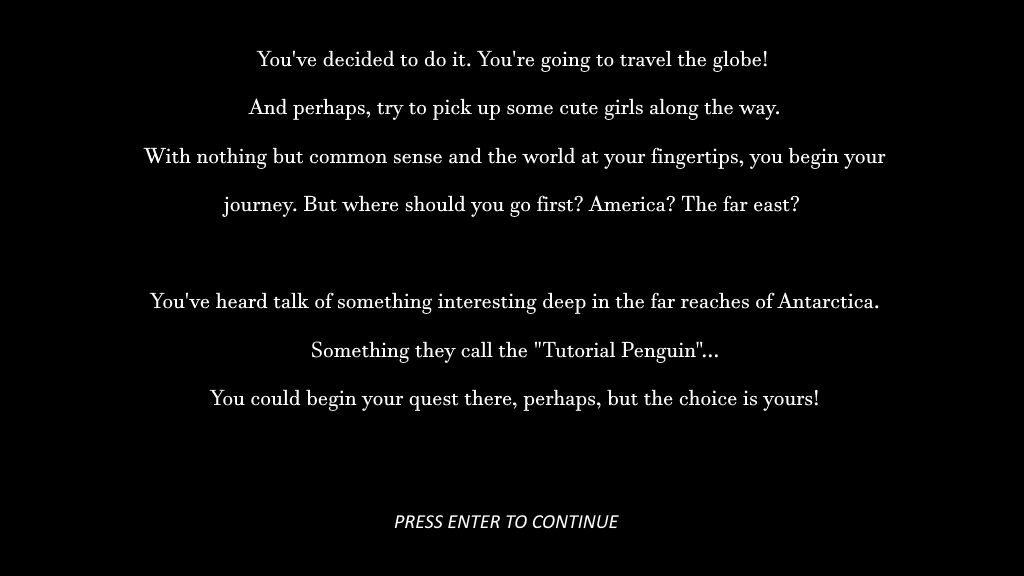 You've decided to do it. You're going to travel the globe!
And perhaps, try to pick up some cute girls along the way.
With nothing but common sense and the world at your fingertips, you begin your
journey. But where should you go first? America? The far east?
You've heard talk of something interesting deep in the far reaches of Antarctica.
Something they call the "Tutorial Penguin"...
You could begin your quest there, perhaps, but the choice is yours!
PRESS ENTER TO CONTINUE